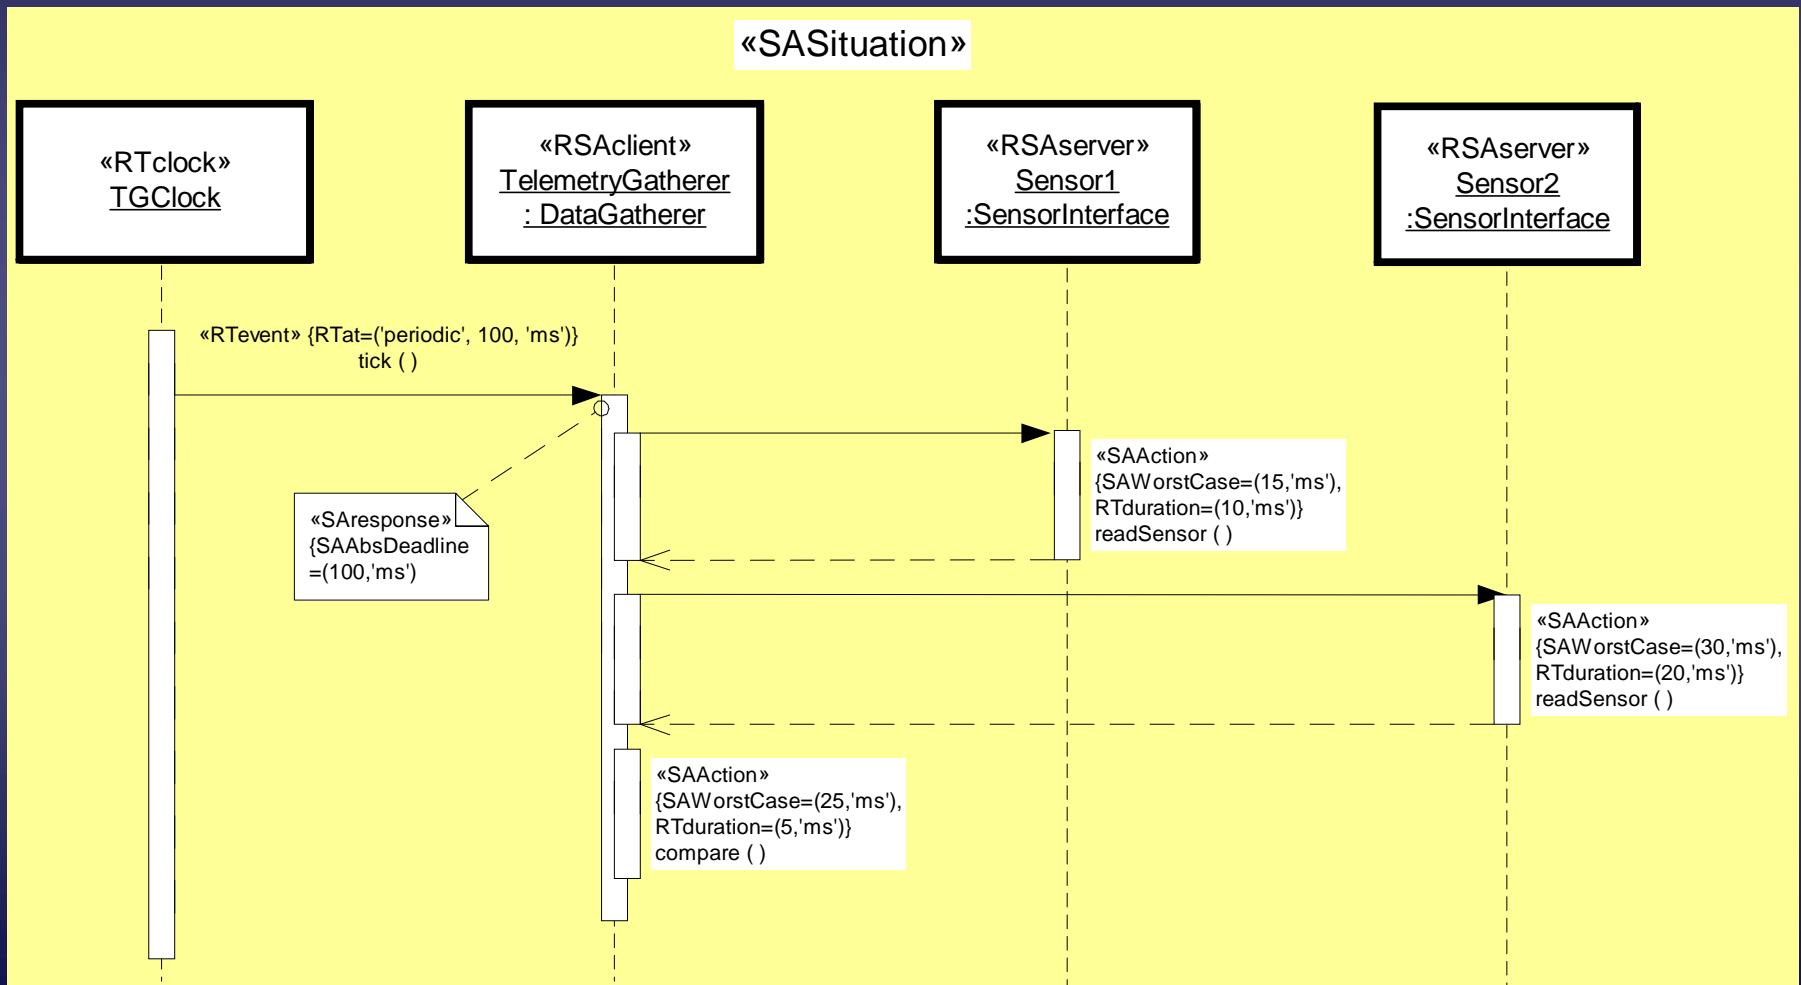 «SASituation»
«RTclock»
TGClock
«RSAclient»
TelemetryGatherer
: DataGatherer
«RSAserver»
Sensor1
:SensorInterface
«RSAserver»
Sensor2
:SensorInterface
«RTevent» {RTat=('periodic', 100, 'ms')}
tick ( )
«SAAction»
{SAWorstCase=(15,'ms'),
RTduration=(10,'ms')}
readSensor ( )
«SAresponse»
{SAAbsDeadline
=(100,'ms')
«SAAction»
{SAWorstCase=(30,'ms'),
RTduration=(20,'ms')}
readSensor ( )
«SAAction»
{SAWorstCase=(25,'ms'),
RTduration=(5,'ms')}
compare ( )